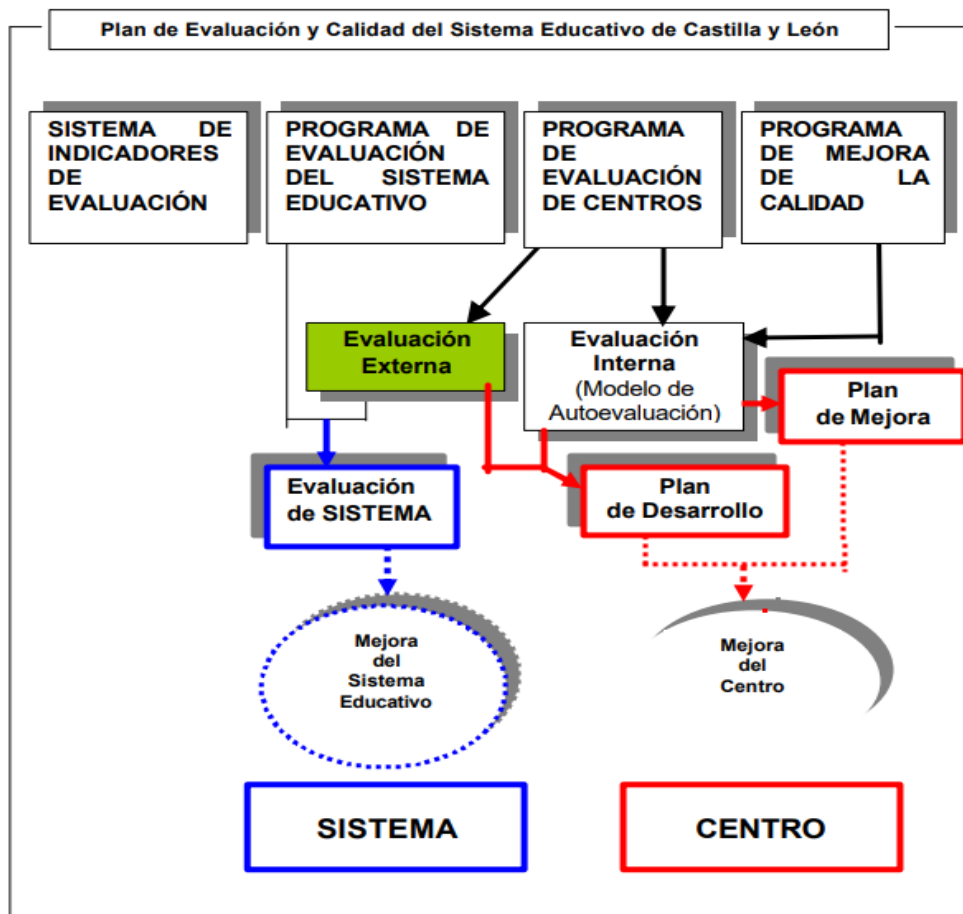 Plan de Evaluación y Calidad del Sistema Educativo de Castilla y León
SISTEMA DE
INDICADORES
DE
EVALUACIÓN
PROGRAMA DE
EVALUACIÓN
DEL SISTEMA
EDUCATIVO
PROGRAMA
DE
EVALUACIÓN
DE CENTROS
PROGRAMA
DE MEJORA
DE LA
CALIDAD
Evaluación
Externa
Evaluación
Interna
(Modelo de
Autoevaluación)
Plan
de Mejora
Evaluación
de SISTEMA
Plan
de Desarrollo
Mejora
del
Sistema
Educativo
Mejora
del
Centro
SISTEMA
CENTRO